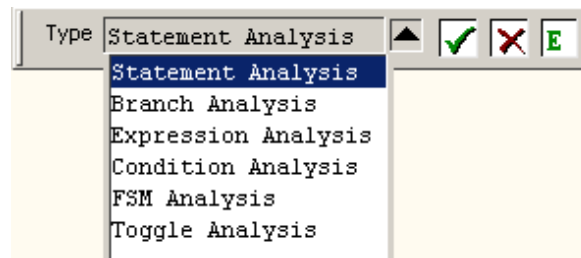 Type Statement Analysis E
Statement Analysis
Branch Analysis
Expression Analysis
Condition Analysis
FSM Analysis
Toggle Analysis